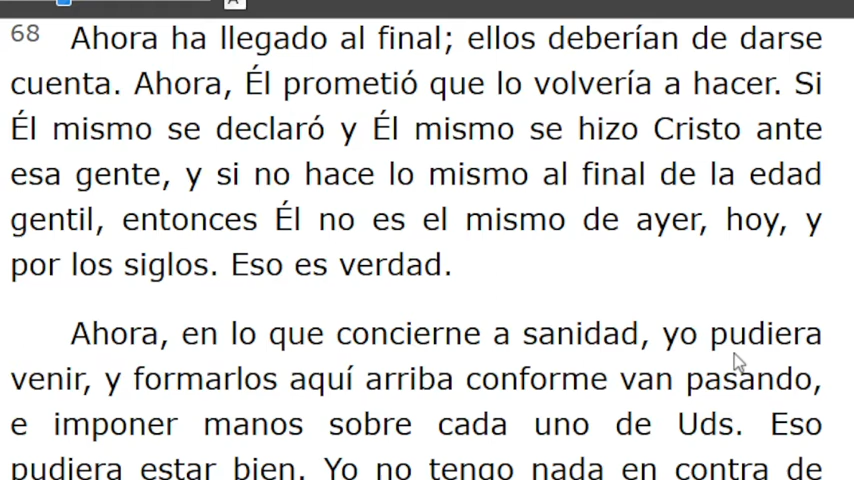 68 Ahora ha llegado al final; ellos deberían de darse
cuenta. Ahora, Él prometió que lo volvería a hacer. Si
Él mismo se declaró y Él mismo se hizo Cristo ante
esa gente, y si no hace lo mismo al final de la edad
gentil, entonces Él no es el mismo de ayer, hoy, y
por los siglos. Eso es verdad.
Ahora, en lo que concierne a sanidad, yo pudiera
venir, y formarlos aquí arriba conforme van pasando,
e imponer manos sobre cada uno de Uds. Eso
pudiera estar bien. Yo no tengo nada en contra de